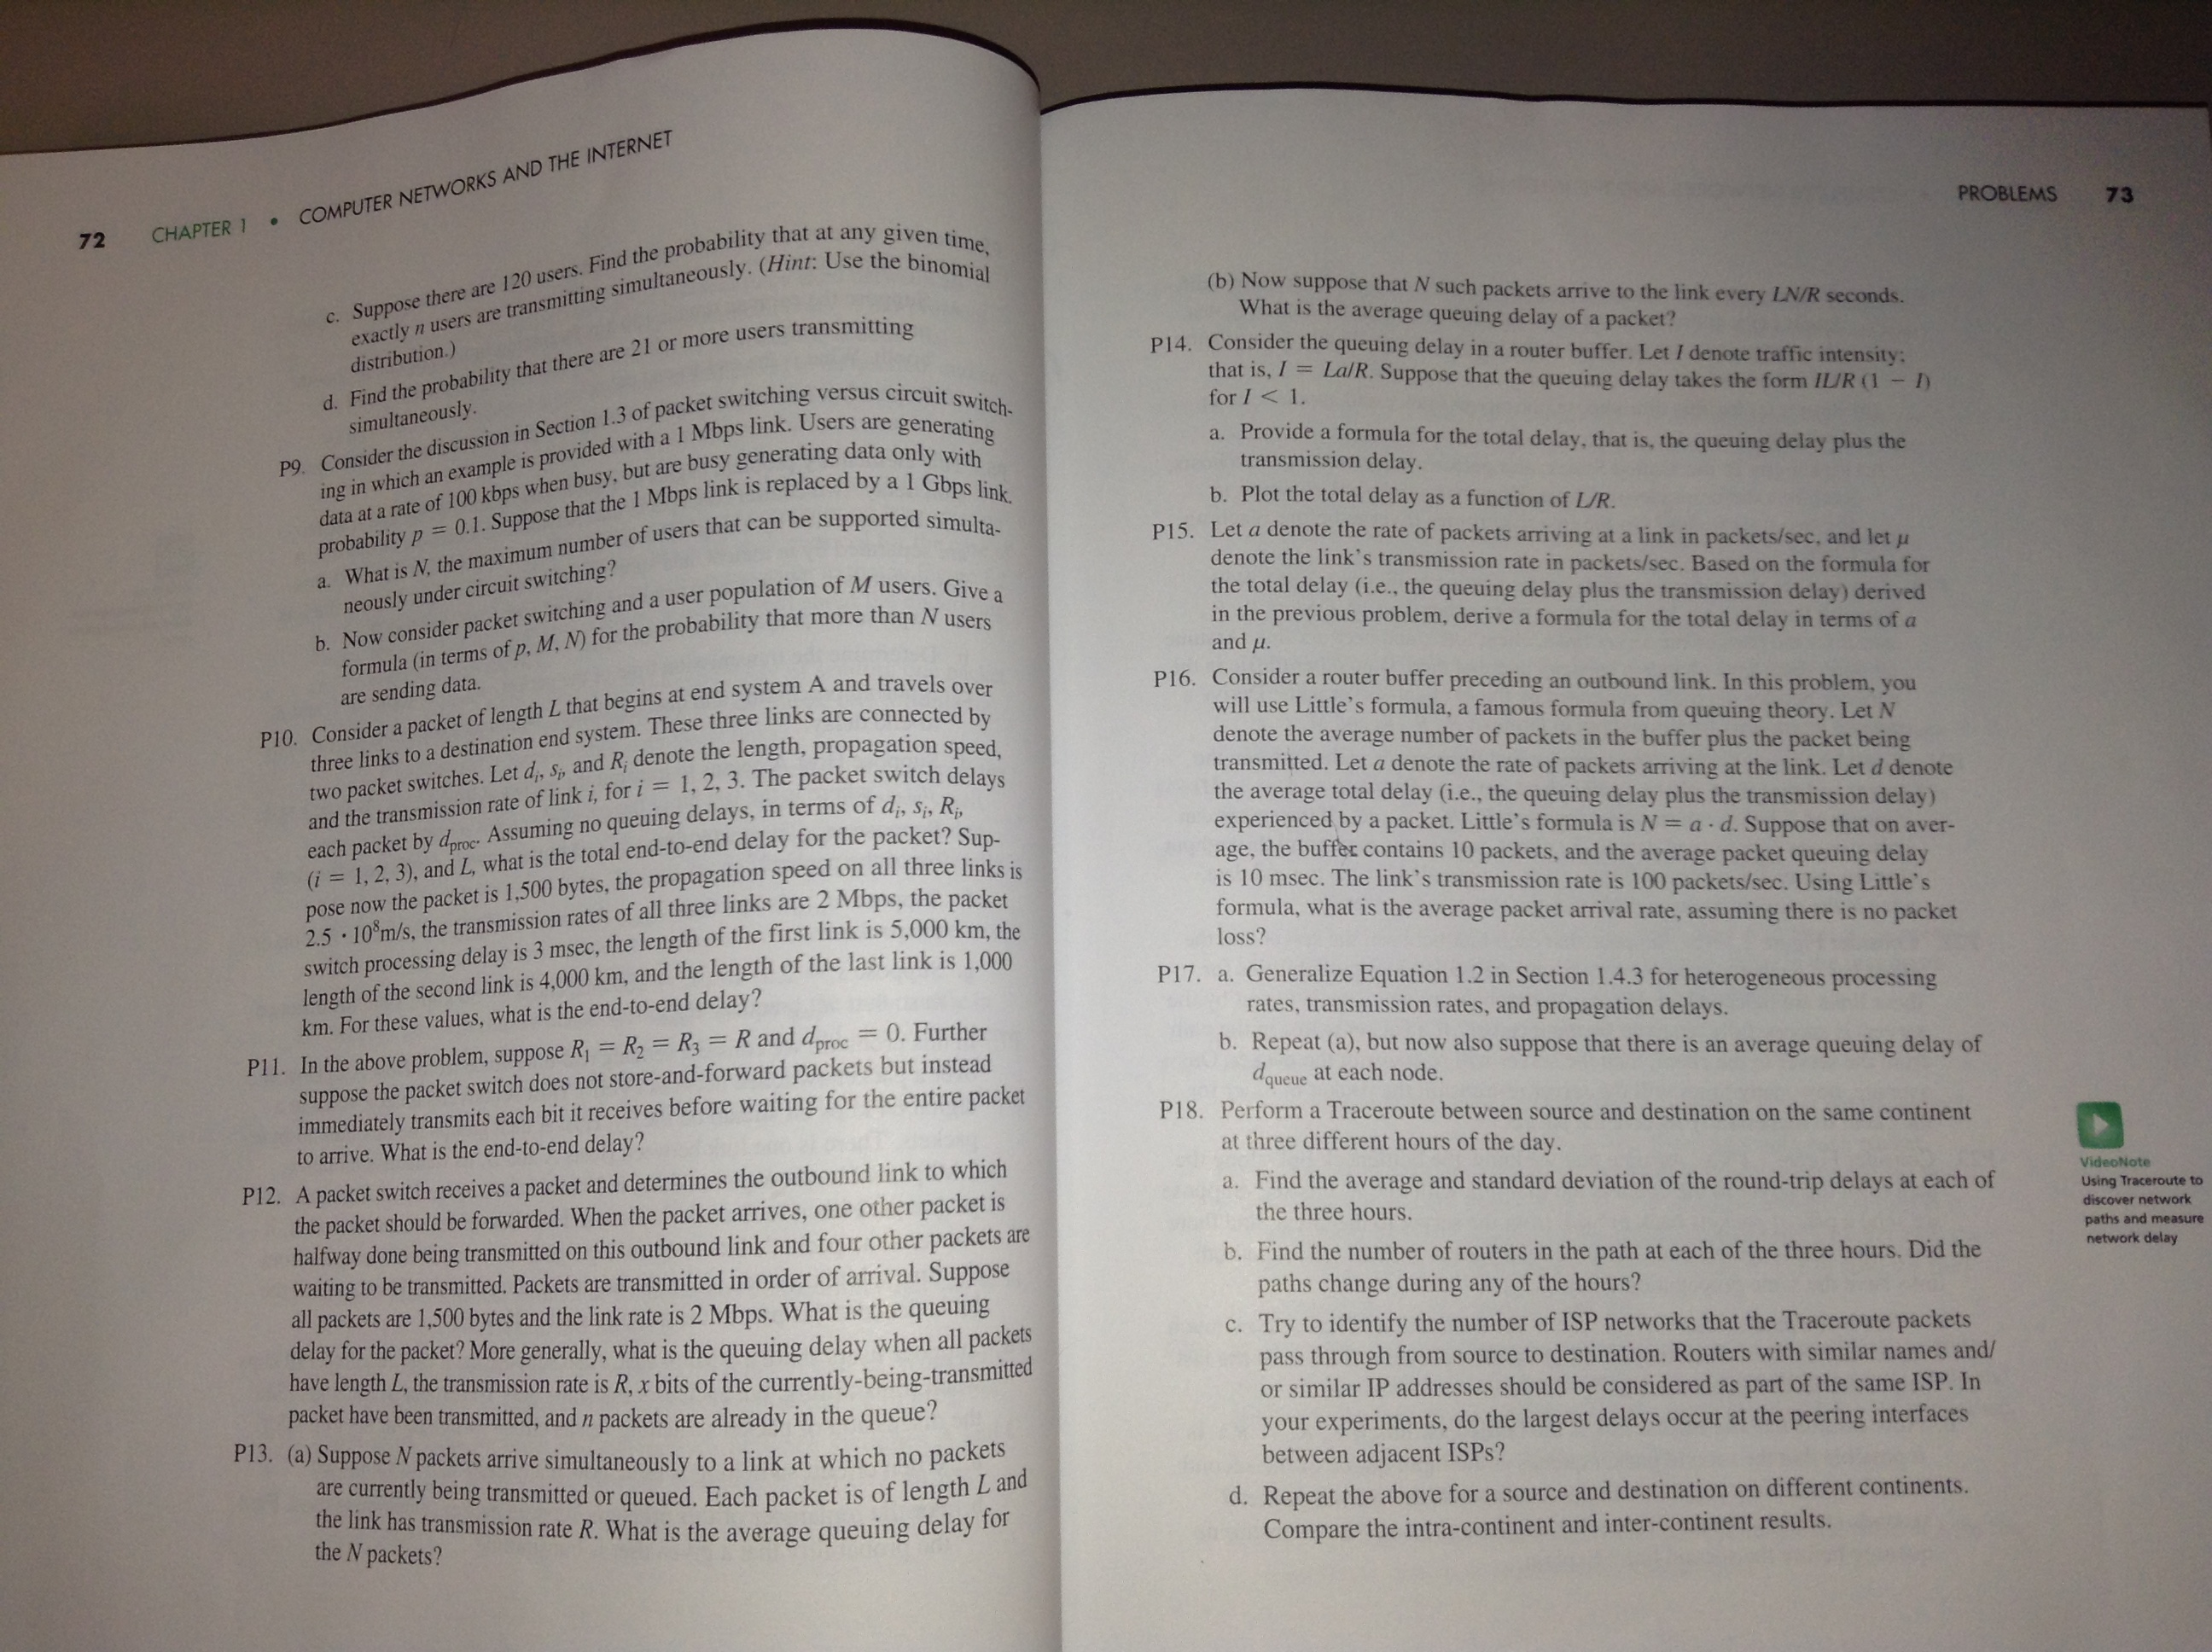 72 CHAPTER 1 • COMPUTER NETWORKS AND THE INTERNET
c. Suppose there are 120 users. Find the probability that at any given time,
exactly n users are transmitting simultaneously. (Hint: Use the binomial
distribution.)
d. Find the probability that there are 21 or more users transmitting
simultaneously.
P9. Consider the discussion in Section 1.3 of packet switching versus circuit switch-
ing in which an example is provided with a 1 Mbps link. Users are generating
data at a rate of 100 kbps when busy, but are busy generating data only with
probability p = 0.1. Suppose that the 1 Mbps link is replaced by a 1 Gbps link.
a. What is N, the maximum number of users that can be supported simulta-
neously under circuit switching?
b. Now consider packet switching and a user population of M users. Give a
formula (in terms of p, M, N) for the probability that more than N users
are sending data.
P10. Consider a packet of length L that begins at end system A and travels over
three links to a destination end system. These three links are connected by
two packet switches. Let dᵢ, sᵢ, and Rᵢ denote the length, propagation speed,
and the transmission rate of link i, for i = 1, 2, 3. The packet switch delays
each packet by d_proc. Assuming no queuing delays, in terms of dᵢ, sᵢ, Rᵢ,
(i = 1, 2, 3), and L, what is the total end-to-end delay for the packet? Sup-
pose now the packet is 1,500 bytes, the propagation speed on all three links is
2.5 · 10⁸m/s, the transmission rates of all three links are 2 Mbps, the packet
switch processing delay is 3 msec, the length of the first link is 5,000 km, the
length of the second link is 4,000 km, and the length of the last link is 1,000
km. For these values, what is the end-to-end delay?
P11. In the above problem, suppose R₁ = R₂ = R₃ = R and d_proc = 0. Further
suppose the packet switch does not store-and-forward packets but instead
immediately transmits each bit it receives before waiting for the entire packet
to arrive. What is the end-to-end delay?
P12. A packet switch receives a packet and determines the outbound link to which
the packet should be forwarded. When the packet arrives, one other packet is
halfway done being transmitted on this outbound link and four other packets are
waiting to be transmitted. Packets are transmitted in order of arrival. Suppose
all packets are 1,500 bytes and the link rate is 2 Mbps. What is the queuing
delay for the packet? More generally, what is the queuing delay when all packets
have length L, the transmission rate is R, x bits of the currently-being-transmitted
packet have been transmitted, and n packets are already in the queue?
P13. (a) Suppose N packets arrive simultaneously to a link at which no packets
are currently being transmitted or queued. Each packet is of length L and
the link has transmission rate R. What is the average queuing delay for
the N packets?
PROBLEMS 73
(b) Now suppose that N such packets arrive to the link every LN/R seconds.
What is the average queuing delay of a packet?
P14. Consider the queuing delay in a router buffer. Let I denote traffic intensity;
that is, I = La/R. Suppose that the queuing delay takes the form IL/R (1 − I)
for I < 1.
a. Provide a formula for the total delay, that is, the queuing delay plus the
transmission delay.
b. Plot the total delay as a function of L/R.
P15. Let a denote the rate of packets arriving at a link in packets/sec, and let µ
denote the link's transmission rate in packets/sec. Based on the formula for
the total delay (i.e., the queuing delay plus the transmission delay) derived
in the previous problem, derive a formula for the total delay in terms of a
and µ.
P16. Consider a router buffer preceding an outbound link. In this problem, you
will use Little's formula, a famous formula from queuing theory. Let N
denote the average number of packets in the buffer plus the packet being
transmitted. Let a denote the rate of packets arriving at the link. Let d denote
the average total delay (i.e., the queuing delay plus the transmission delay)
experienced by a packet. Little's formula is N = a · d. Suppose that on aver-
age, the buffer contains 10 packets, and the average packet queuing delay
is 10 msec. The link's transmission rate is 100 packets/sec. Using Little's
formula, what is the average packet arrival rate, assuming there is no packet
loss?
P17. a. Generalize Equation 1.2 in Section 1.4.3 for heterogeneous processing
rates, transmission rates, and propagation delays.
b. Repeat (a), but now also suppose that there is an average queuing delay of
d_queue at each node.
P18. Perform a Traceroute between source and destination on the same continent
at three different hours of the day.
a. Find the average and standard deviation of the round-trip delays at each of
the three hours.
b. Find the number of routers in the path at each of the three hours. Did the
paths change during any of the hours?
c. Try to identify the number of ISP networks that the Traceroute packets
pass through from source to destination. Routers with similar names and/
or similar IP addresses should be considered as part of the same ISP. In
your experiments, do the largest delays occur at the peering interfaces
between adjacent ISPs?
d. Repeat the above for a source and destination on different continents.
Compare the intra-continent and inter-continent results.
VideoNote
Using Traceroute to
discover network
paths and measure
network delay